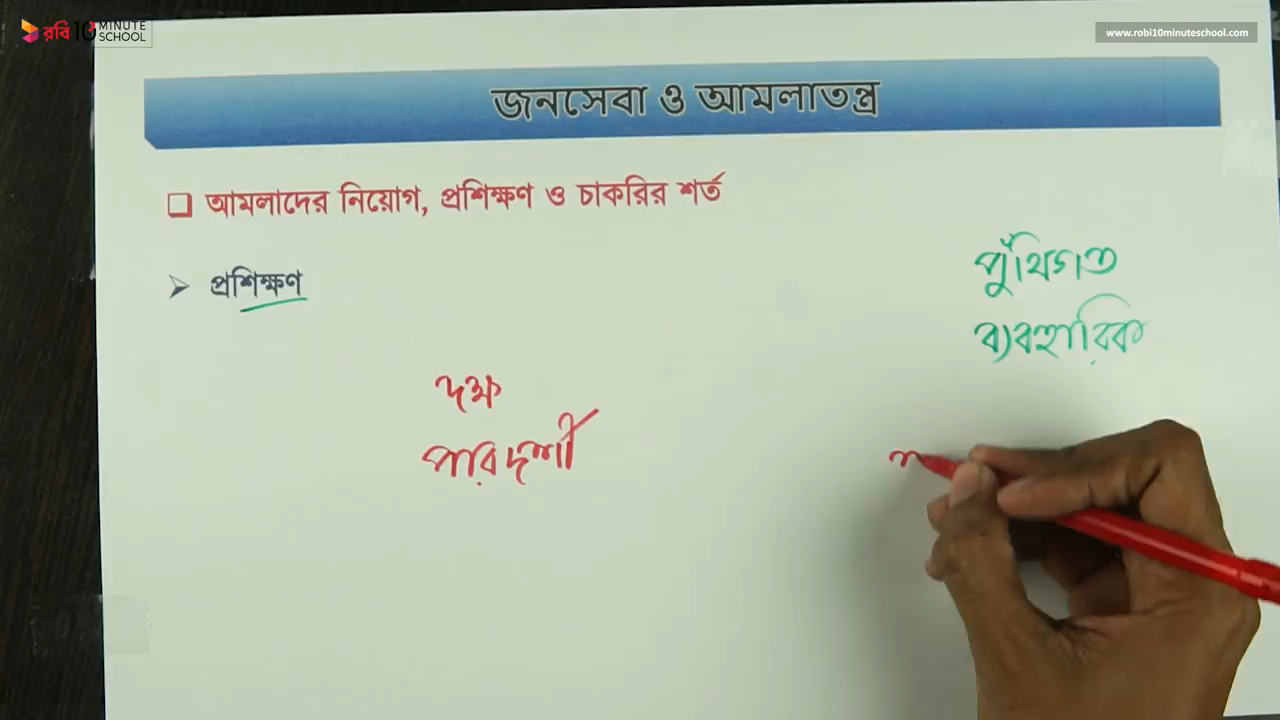 রবি 10 MINUTE SCHOOL
www.robi10minuteschool.com
জনসেবা ও আমলাতন্ত্র
❑ আমলাদের নিয়োগ, প্রশিক্ষণ ও চাকরির শর্ত
➢ প্রশিক্ষণ
পুঁথিগত
ব্যবহারিক
দক্ষ
পারদর্শী